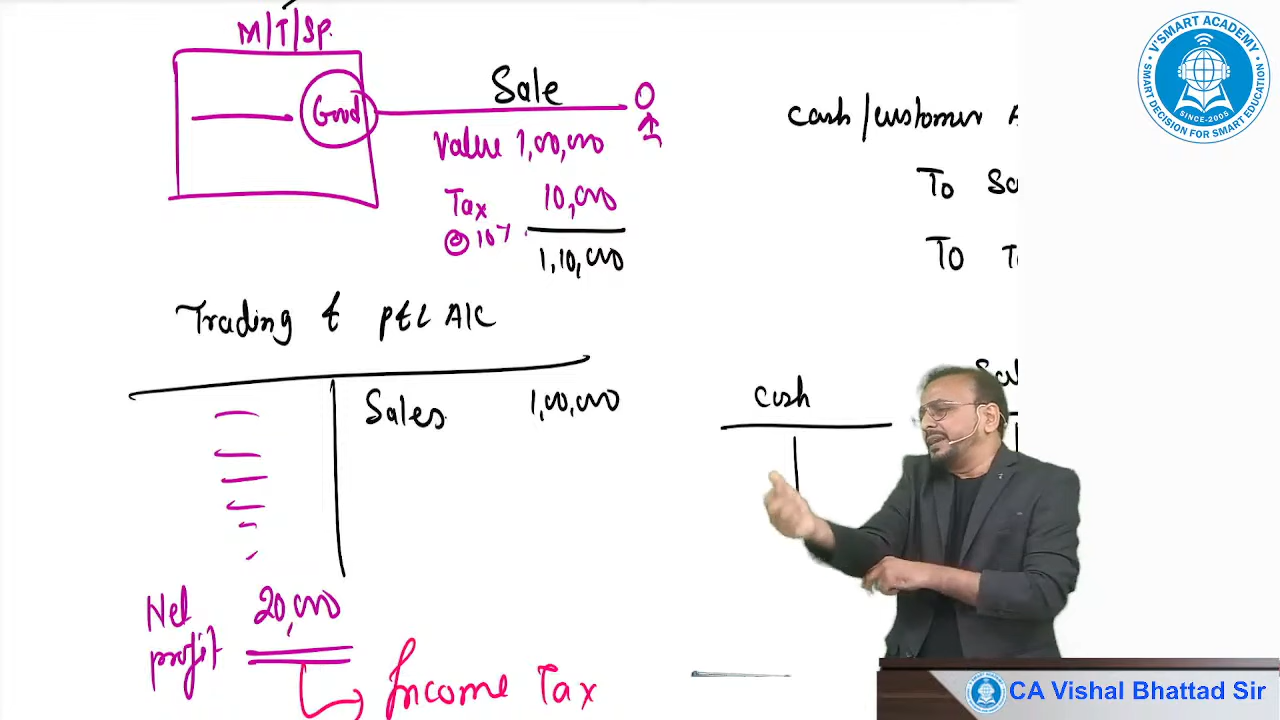 M/T/SP.
Good
Sale
Value 1,00,000
Tax 10,000
@ 10%
1,10,000
Cash/customer A
To Sa
To T
Trading & P&L A/C
Sales 1,00,000
Net profit 20,000
Income Tax
Cash
Sal
V'SMART ACADEMY
SINCE-2005
SMART DECISION FOR SMART EDUCATION
CA Vishal Bhattad Sir